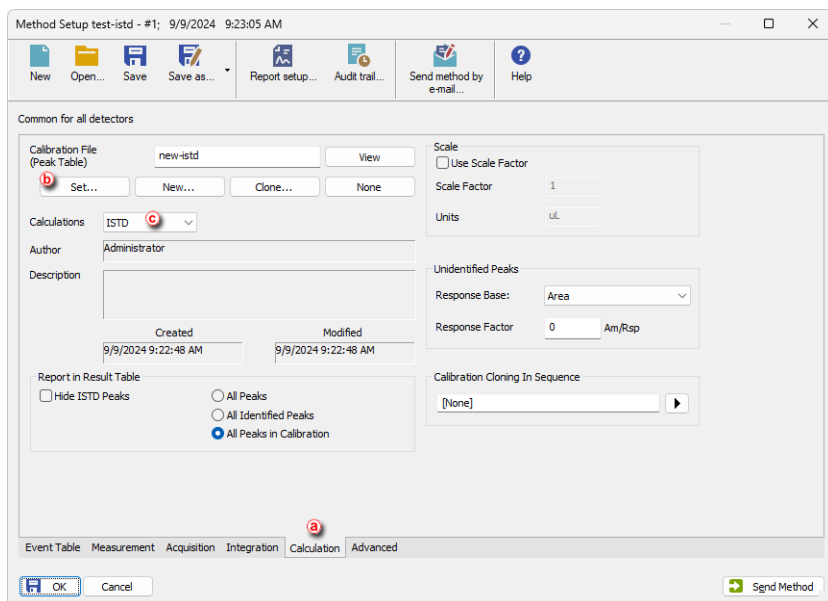 Method Setup test-istd - #1; 9/9/2024 9:23:05 AM
New Open... Save Save as... Report setup... Audit trail... Send method by e-mail... Help
Common for all detectors
Calibration File
(Peak Table)
new-istd
View
b
Set...
New...
Clone...
None
Calculations
ISTD
c
Author
Administrator
Description
Created
Modified
9/9/2024 9:22:48 AM
9/9/2024 9:22:48 AM
Report in Result Table
Hide ISTD Peaks
All Peaks
All Identified Peaks
All Peaks in Calibration
Scale
Use Scale Factor
Scale Factor
1
Units
uL
Unidentified Peaks
Response Base:
Area
Response Factor
0
Am/Rsp
Calibration Cloning In Sequence
[None]
a
Event Table Measurement Acquisition Integration Calculation Advanced
OK
Cancel
Send Method